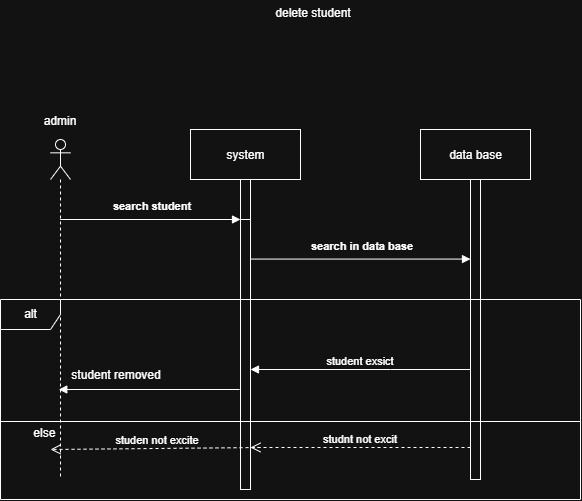 delete student
admin
system
data base
search student
search in data base
alt
student exsict
student removed
else
studen not excite
studnt not excit